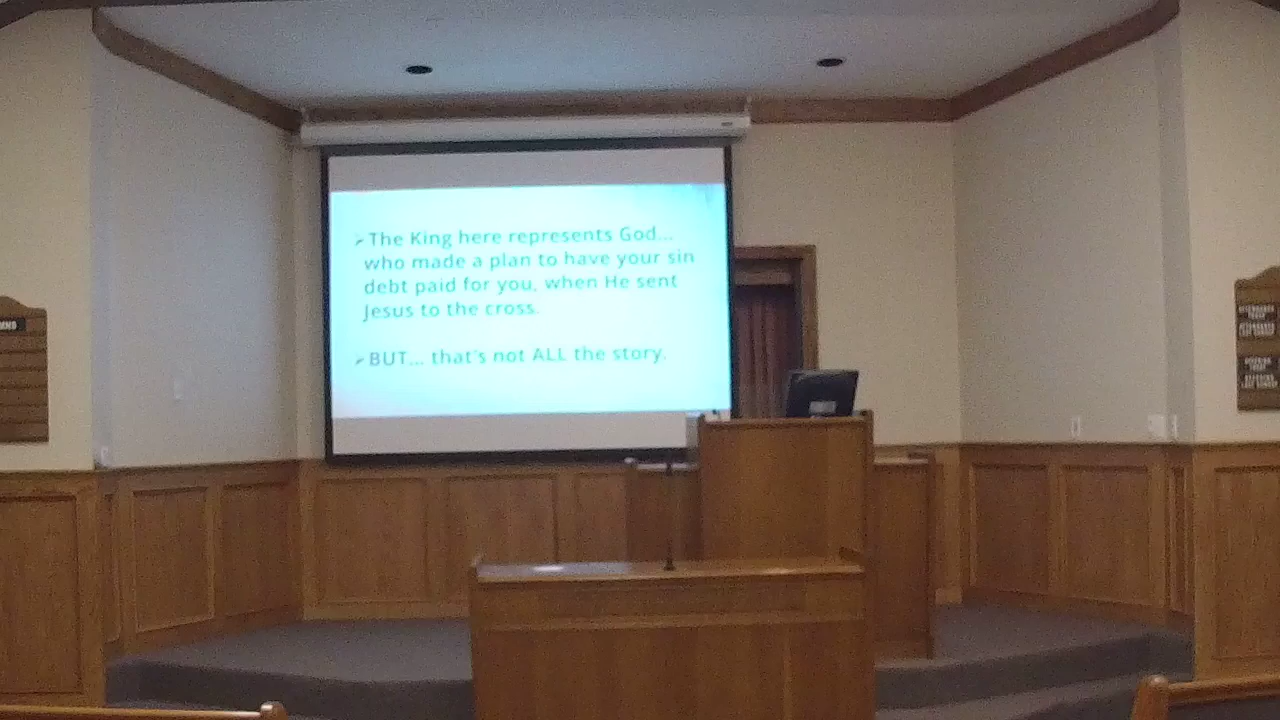 ➢The King here represents God...
who made a plan to have your sin
debt paid for you, when He sent
Jesus to the cross.
➢BUT... that's not ALL the story.